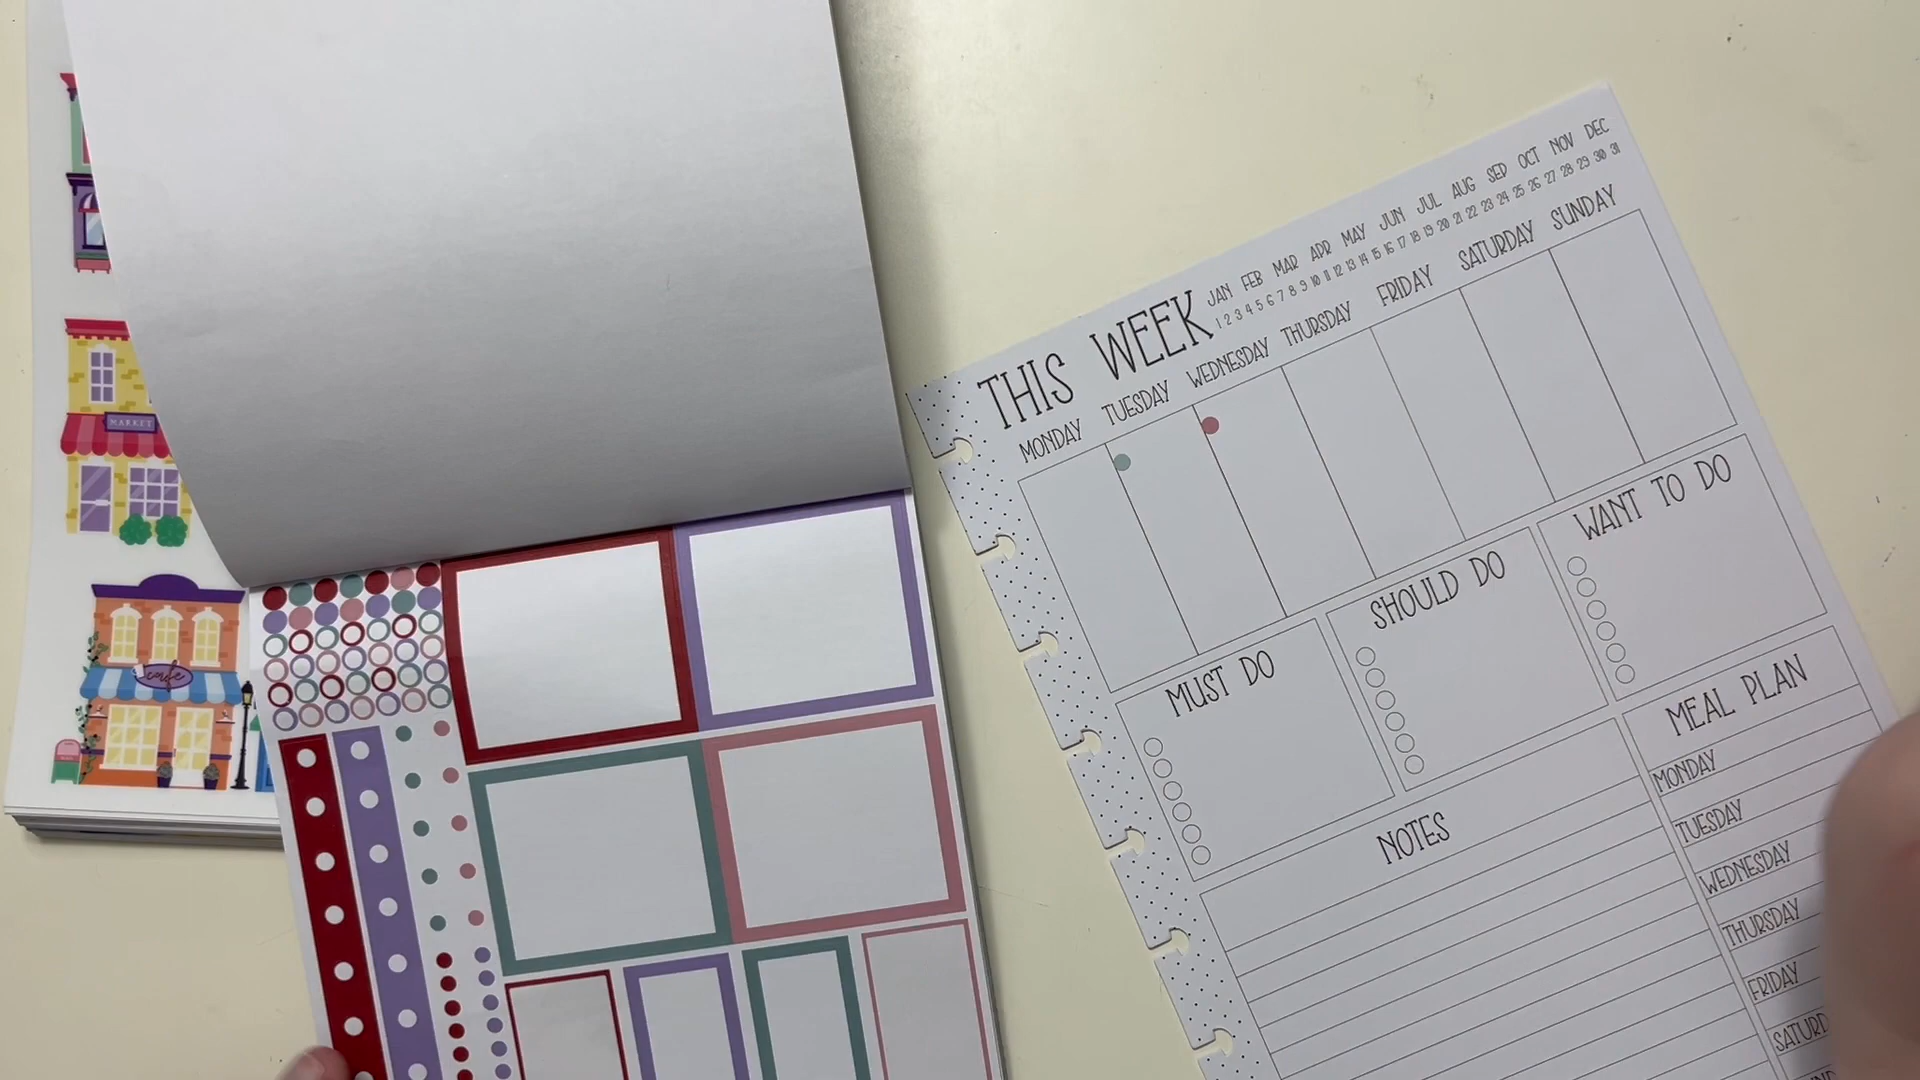 MARKET
cafe
THIS WEEK
JAN FEB MAR APR MAY JUN JUL AUG SEP OCT NOV DEC
1 2 3 4 5 6 7 8 9 10 11 12 13 14 15 16 17 18 19 20 21 22 23 24 25 26 27 28 29 30 31
MONDAY TUESDAY WEDNESDAY THURSDAY FRIDAY SATURDAY SUNDAY
MUST DO
SHOULD DO
WANT TO DO
NOTES
MEAL PLAN
MONDAY
TUESDAY
WEDNESDAY
THURSDAY
FRIDAY
SATURD